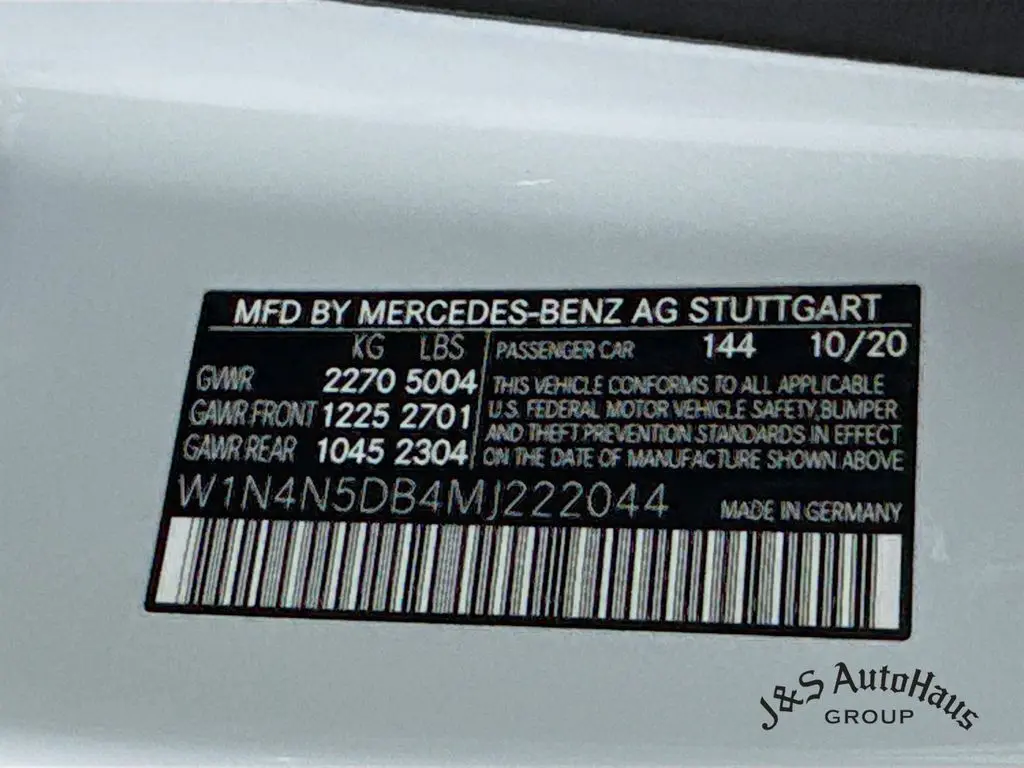 MFD BY MERCEDES-BENZ AG STUTTGART
KG LBS PASSENGER CAR 144 10/20
GVWR 2270 5004 THIS VEHICLE CONFORMS TO ALL APPLICABLE
GAWR FRONT 1225 2701 U.S. FEDERAL MOTOR VEHICLE SAFETY, BUMPER
GAWR REAR 1045 2304 AND THEFT PREVENTION STANDARDS IN EFFECT
ON THE DATE OF MANUFACTURE SHOWN ABOVE
W1N4N5DB4MJ222044 MADE IN GERMANY
J&S AutoHaus
GROUP